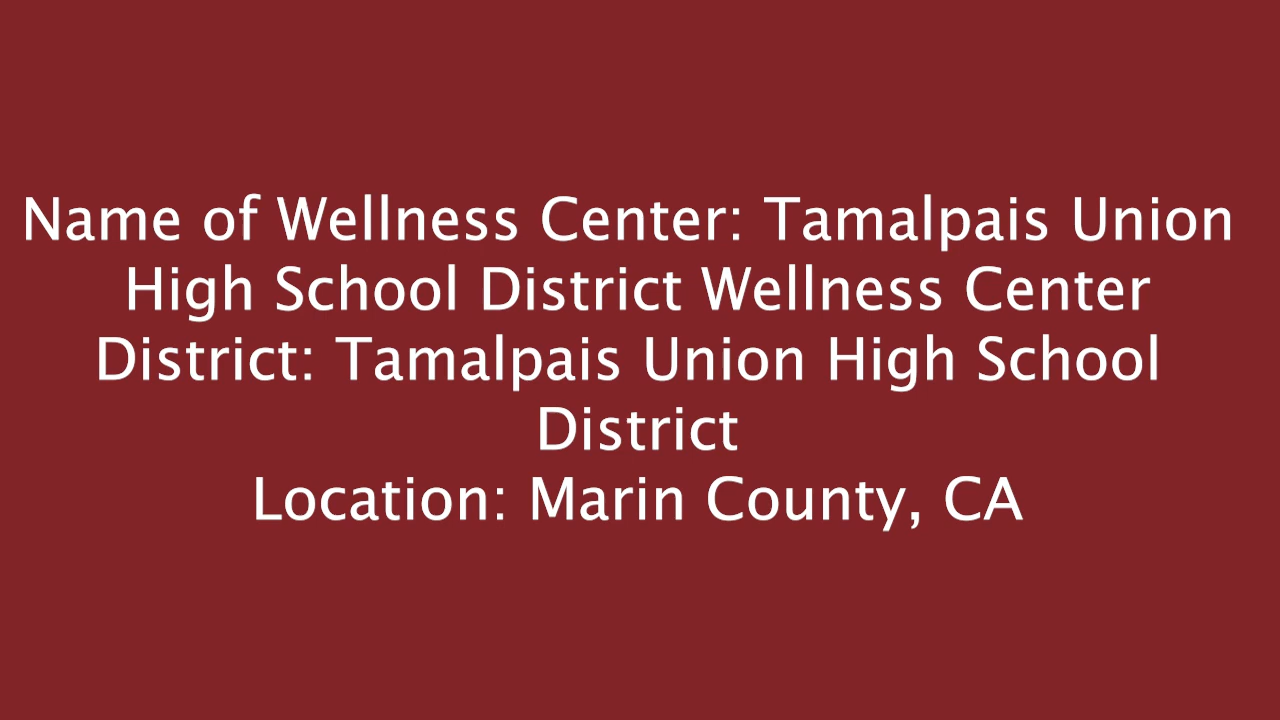 Name of Wellness Center: Tamalpais Union
High School District Wellness Center
District: Tamalpais Union High School
District
Location: Marin County, CA